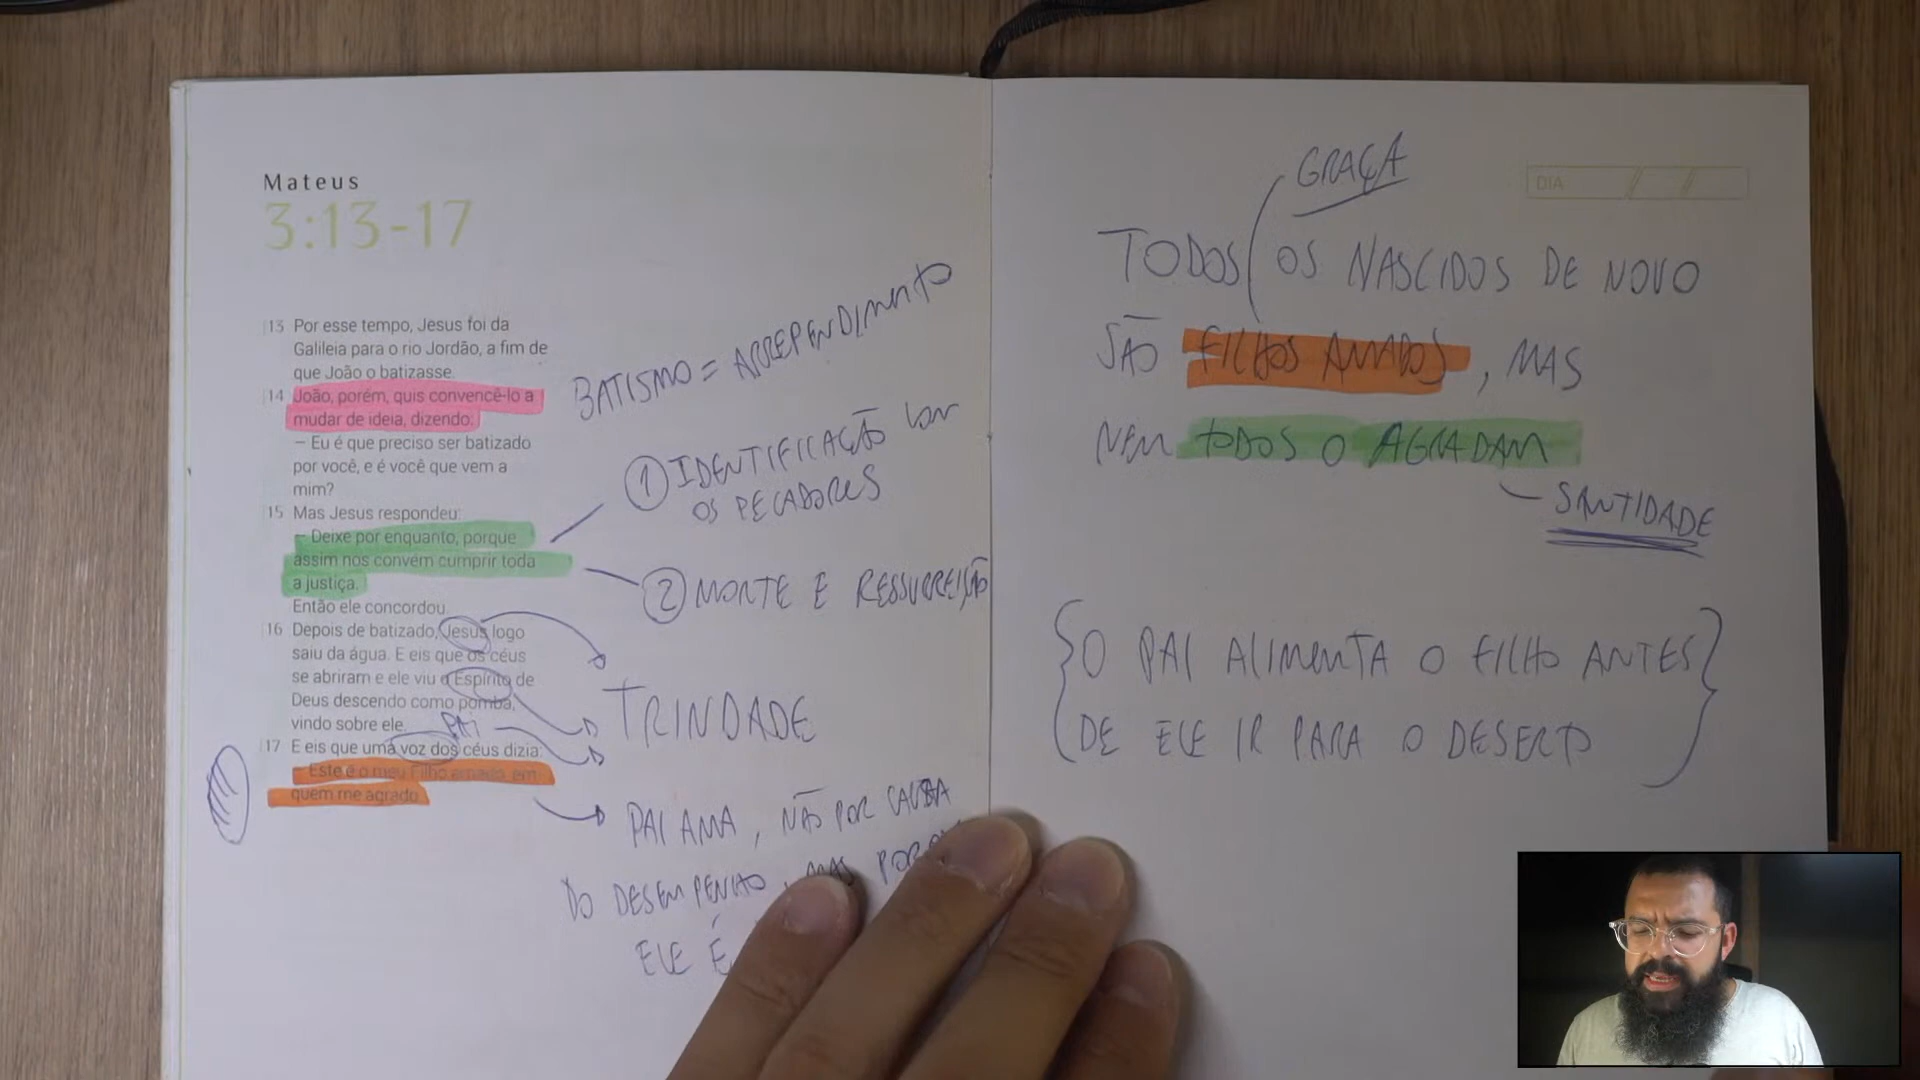 Mateus
3:13-17
13 Por esse tempo, Jesus foi da
Galileia para o rio Jordão, a fim de
que João o batizasse.
14 João, porém, quis convencê-lo a
mudar de ideia, dizendo:
– Eu é que preciso ser batizado
por você, e é você que vem a
mim?
15 Mas Jesus respondeu:
– Deixe por enquanto, porque
assim nos convém cumprir toda
a justiça.
Então ele concordou.
16 Depois de batizado, Jesus logo
saiu da água. E eis que os céus
se abriram e ele viu o Espírito de
Deus descendo como pomba,
vindo sobre ele.
PAI
17 E eis que uma voz dos céus dizia:
– Este é o meu Filho amado, em
quem me agrado.
BATISMO = ARREPENDIMENTO
1 IDENTIFICAÇÃO COM
OS PECADORES
2 MORTE E RESSURREIÇÃO
TRINDADE
PAI AMA, NÃO POR CAUSA
DO DESEMPENHO, MAS
ELE É
GRAÇA
DIA / /
TODOS OS NASCIDOS DE NOVO
SÃO FILHOS AMADOS, MAS
NEM TODOS O AGRADAM
SANTIDADE
{O PAI ALIMENTA O FILHO ANTES
DE ELE IR PARA O DESERTO}